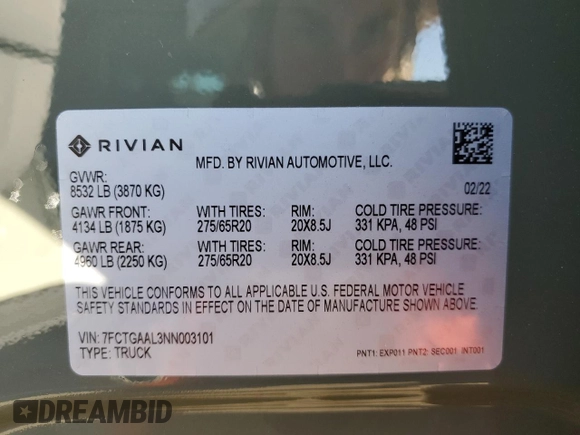 RIVIAN
MFD. BY RIVIAN AUTOMOTIVE, LLC.
GVWR:
8532 LB (3870 KG) 02/22
GAWR FRONT: WITH TIRES: RIM: COLD TIRE PRESSURE:
4134 LB (1875 KG) 275/65R20 20X8.5J 331 KPA, 48 PSI
GAWR REAR: WITH TIRES: RIM: COLD TIRE PRESSURE:
4960 LB (2250 KG) 275/65R20 20X8.5J 331 KPA, 48 PSI
THIS VEHICLE CONFORMS TO ALL APPLICABLE U.S. FEDERAL MOTOR VEHICLE
SAFETY STANDARDS IN EFFECT ON THE DATE OF MANUFACTURE SHOWN ABOVE.
VIN: 7FCTGAAL3NN003101
TYPE: TRUCK PNT1: EXP011 PNT2: SEC001 INT001
DREAMBID